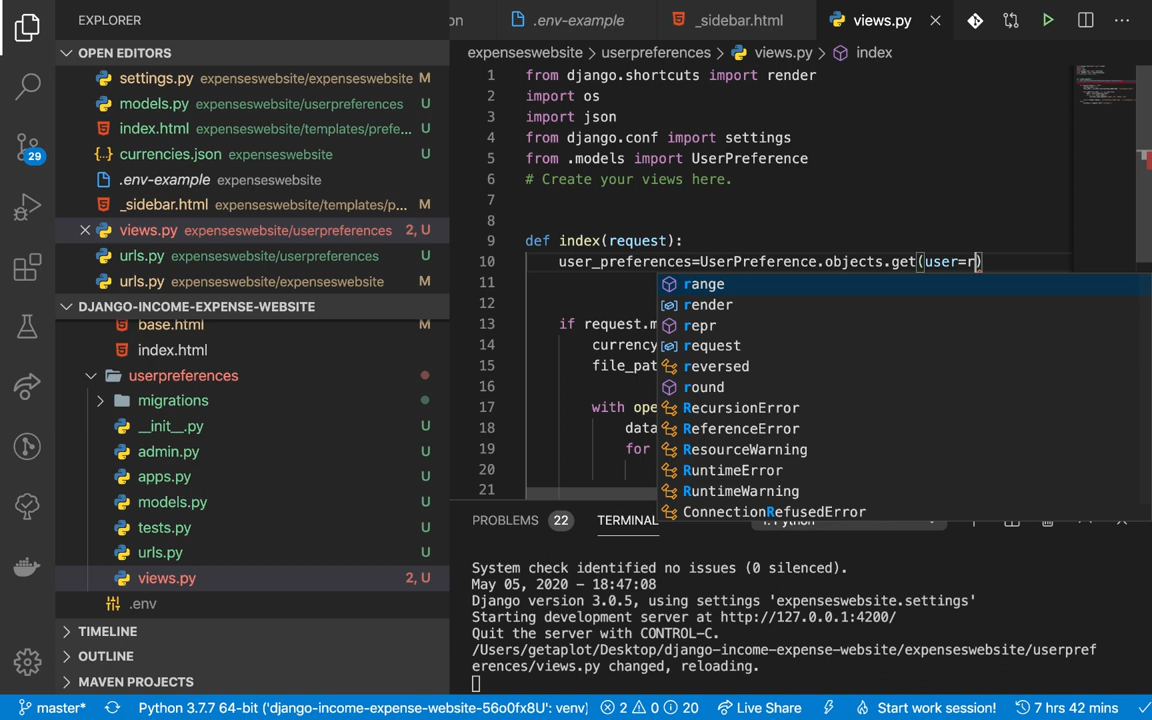 EXPLORER
on
.env-example
_sidebar.html
views.py
OPEN EDITORS
settings.py expenseswebsite/expenseswebsite M
models.py expenseswebsite/userpreferences U
index.html expenseswebsite/templates/prefe... U
currencies.json expenseswebsite U
.env-example expenseswebsite
_sidebar.html expenseswebsite/templates/p... M
views.py expenseswebsite/userpreferences 2, U
urls.py expenseswebsite/userpreferences U
urls.py expenseswebsite/expenseswebsite M
29
DJANGO-INCOME-EXPENSE-WEBSITE
base.html M
index.html
userpreferences
migrations
__init__.py U
admin.py U
apps.py U
models.py U
tests.py U
urls.py U
views.py 2, U
.env
TIMELINE
OUTLINE
MAVEN PROJECTS
expenseswebsite > userpreferences > views.py > index
1 from django.shortcuts import render
2 import os
3 import json
4 from django.conf import settings
5 from .models import UserPreference
6 # Create your views here.
7
8
9 def index(request):
10 user_preferences=UserPreference.objects.get(user=r)
11
12
13 if request.m
14 currency
15 file_pat
16
17 with ope
18 data
19 for
20
21
range
render
repr
request
reversed
round
RecursionError
ReferenceError
ResourceWarning
RuntimeError
RuntimeWarning
ConnectionRefusedError
PROBLEMS 22 TERMINAL
System check identified no issues (0 silenced).
May 05, 2020 - 18:47:08
Django version 3.0.5, using settings 'expenseswebsite.settings'
Starting development server at http://127.0.0.1:4200/
Quit the server with CONTROL-C.
/Users/getaplot/Desktop/django-income-expense-website/expenseswebsite/userpref
erences/views.py changed, reloading.
master* Python 3.7.7 64-bit ('django-income-expense-website-56o0fx8U': venv) 2 0 20 Live Share Start work session! 7 hrs 42 mins